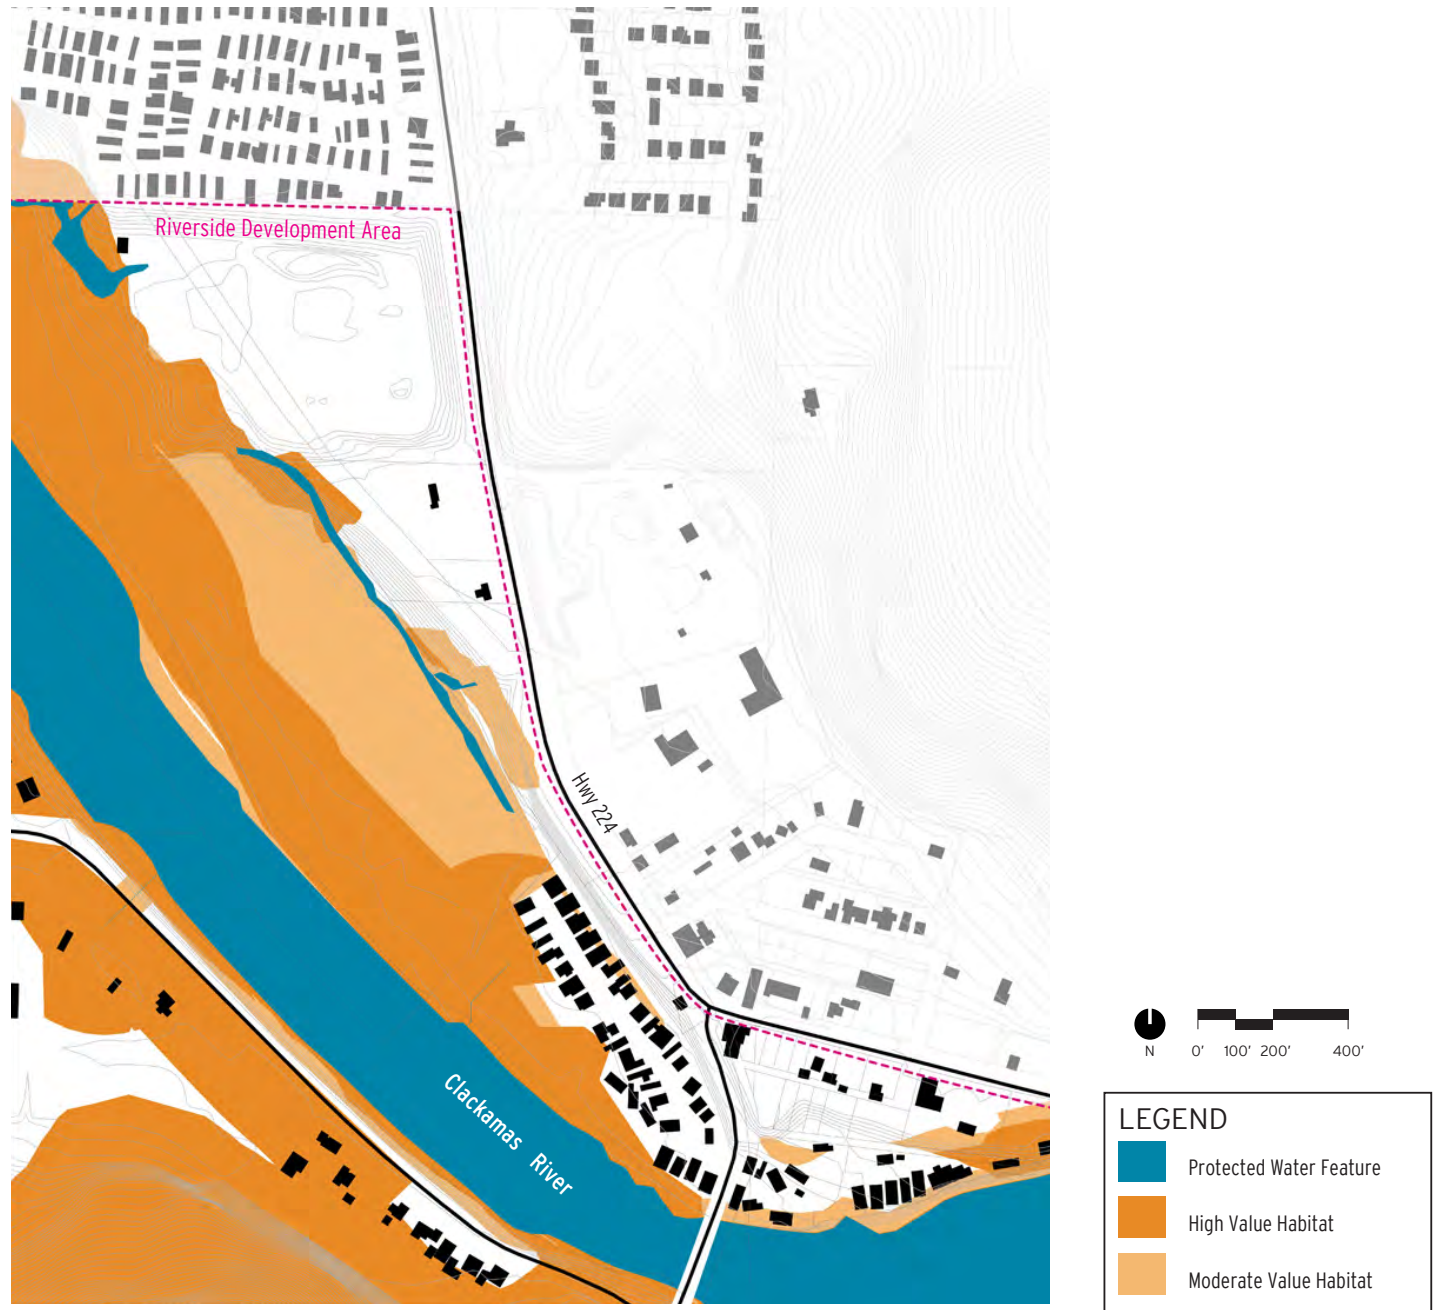 Riverside Development Area
Hwy 224
Clackamas River
N
0' 100' 200' 400'
LEGEND
Protected Water Feature
High Value Habitat
Moderate Value Habitat